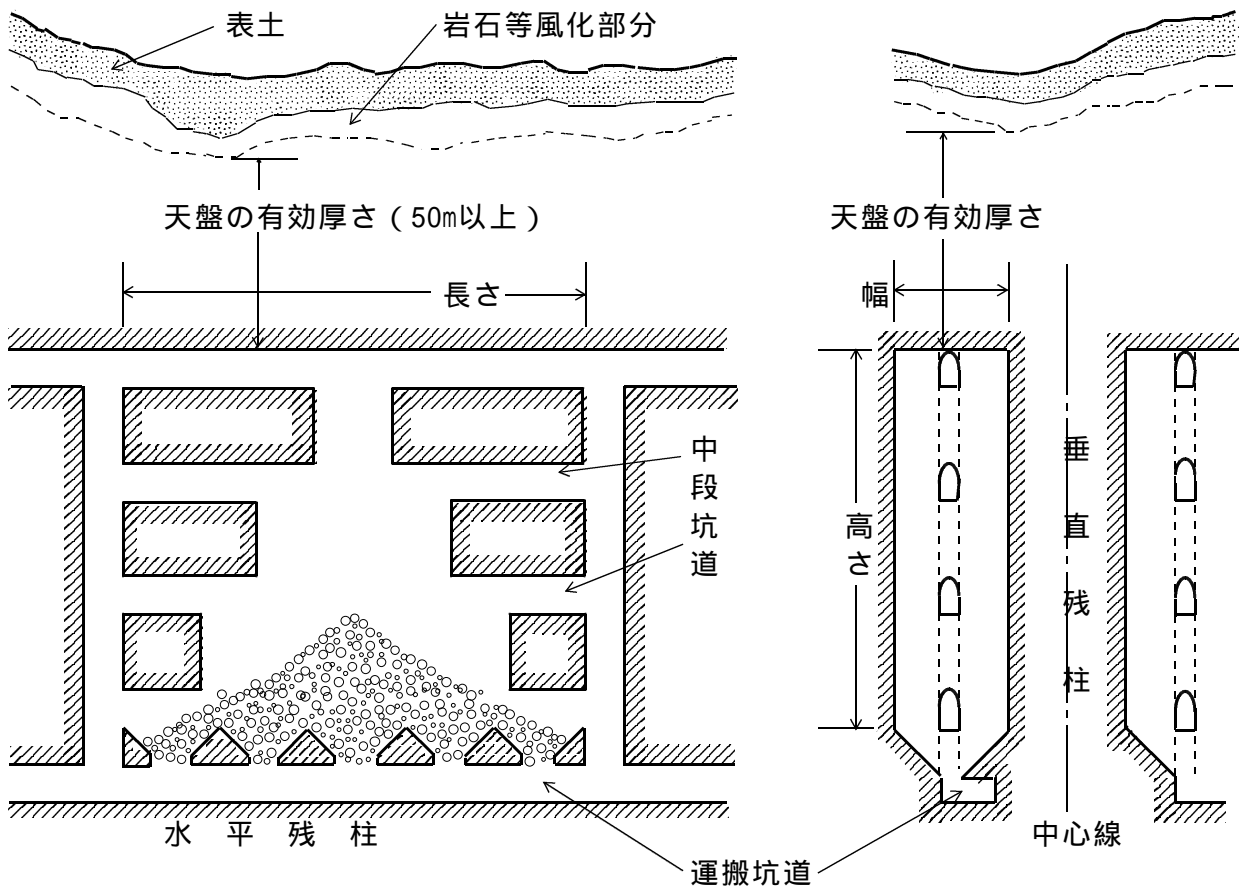 表土
岩石等風化部分
天盤の有効厚さ（50m以上）
天盤の有効厚さ
長さ
幅
中段坑道
高さ
垂直残柱
水平残柱
中心線
運搬坑道